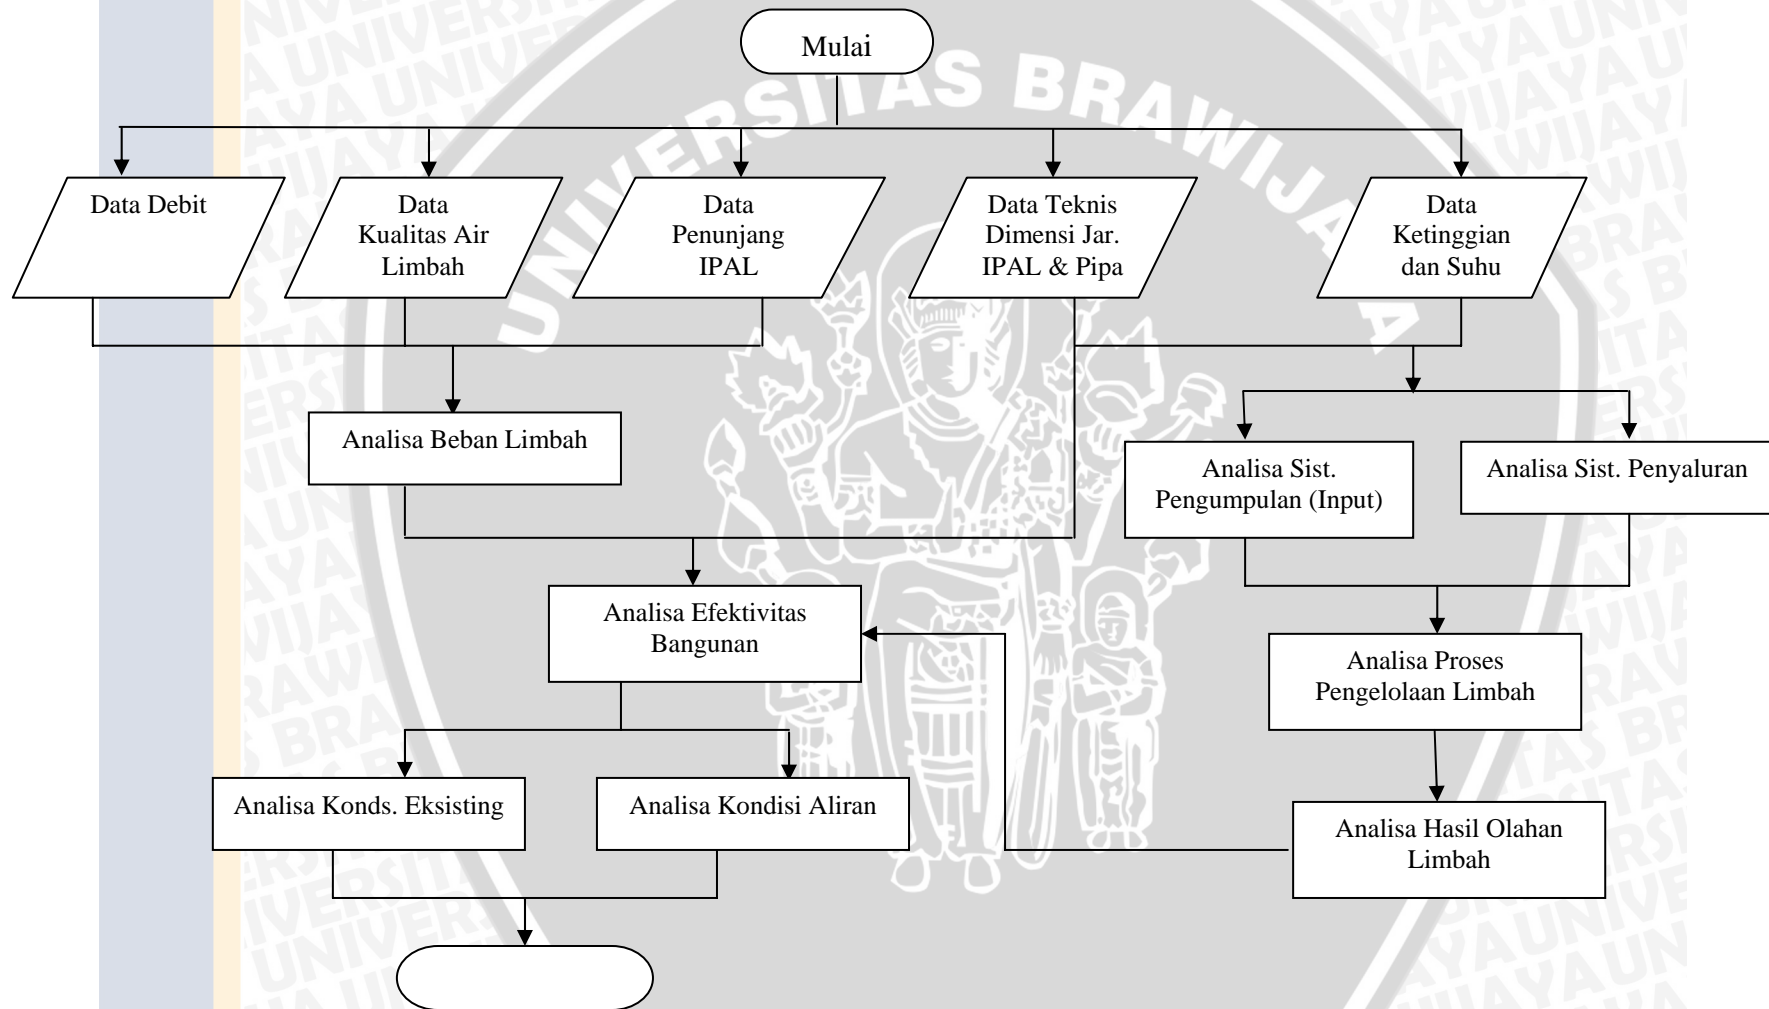 Mulai
Data Debit
Data
Kualitas Air
Limbah
Data
Penunjang
IPAL
Data Teknis
Dimensi Jar.
IPAL & Pipa
Data
Ketinggian
dan Suhu
Analisa Beban Limbah
Analisa Sist.
Pengumpulan (Input)
Analisa Sist. Penyaluran
Analisa Efektivitas
Bangunan
Analisa Proses
Pengelolaan Limbah
Analisa Konds. Eksisting
Analisa Kondisi Aliran
Analisa Hasil Olahan
Limbah
UNIVERSITAS BRAWIJAYA